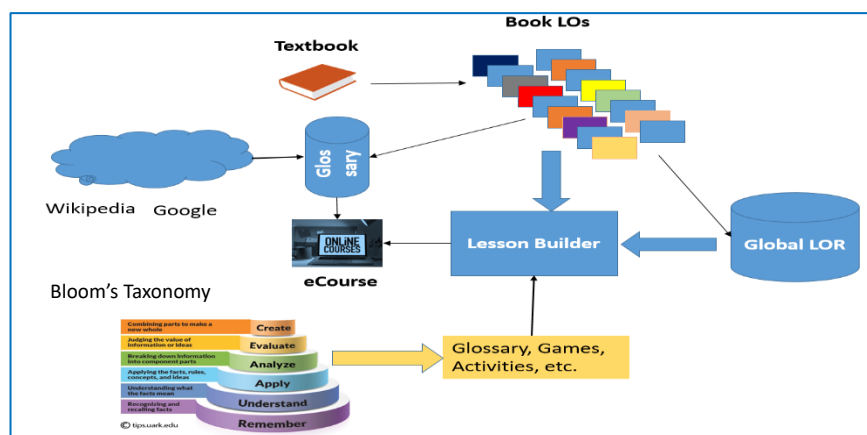 Book LOs
Textbook
Glos
sary
Wikipedia
Google
ONLINE
COURSES
eCourse
Lesson Builder
Global LOR
Bloom's Taxonomy
Combining parts to make a
new whole
Create
Judging the value of
information or ideas
Evaluate
Breaking down information
into component parts
Analyze
Applying the facts, rules,
concepts, and ideas
Apply
Understanding what
the facts mean
Understand
Recognizing and
recalling facts
Remember
© tips.uark.edu
Glossary, Games,
Activities, etc.